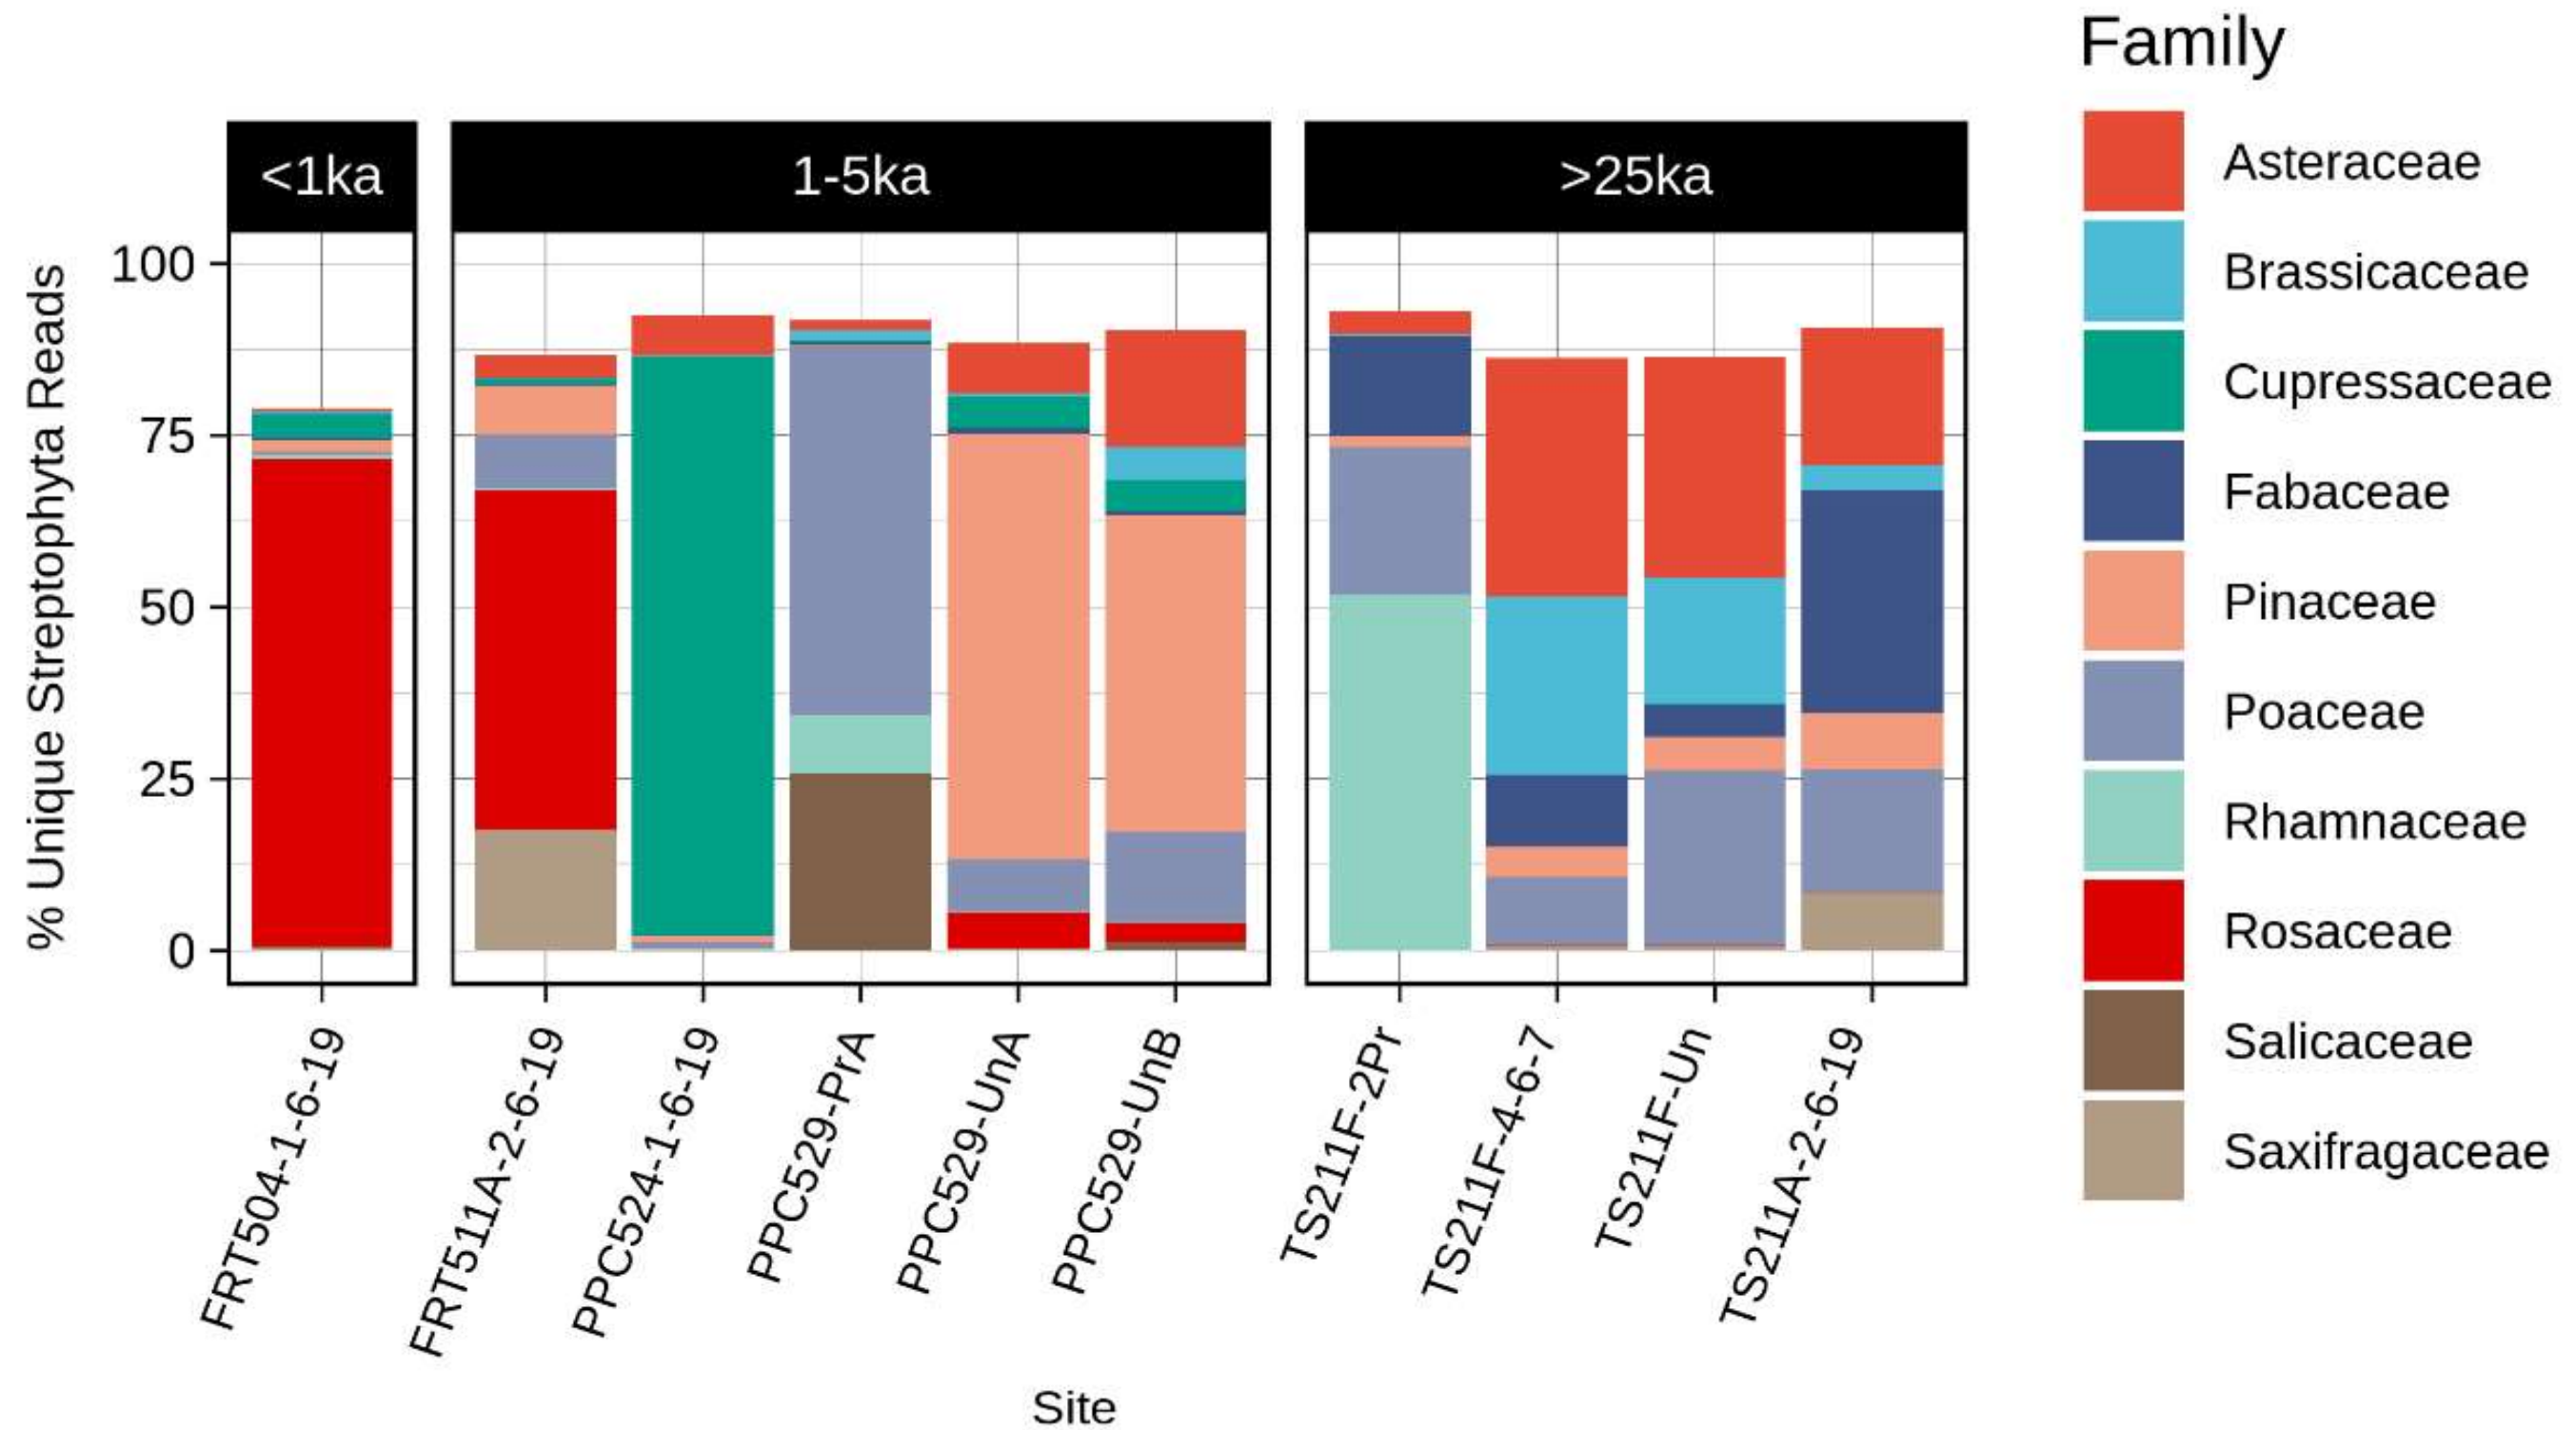 Family
<1ka
1-5ka
>25ka
% Unique Streptophyta Reads
100
75
50
25
0
FRT504-1-6-19
FRT511A-2-6-19
PPC524-1-6-19
PPC529-PrA
PPC529-UnA
PPC529-UnB
TS211F-2Pr
TS211F-4-6-7
TS211F-Un
TS211A-2-6-19
Site
Asteraceae
Brassicaceae
Cupressaceae
Fabaceae
Pinaceae
Poaceae
Rhamnaceae
Rosaceae
Salicaceae
Saxifragaceae